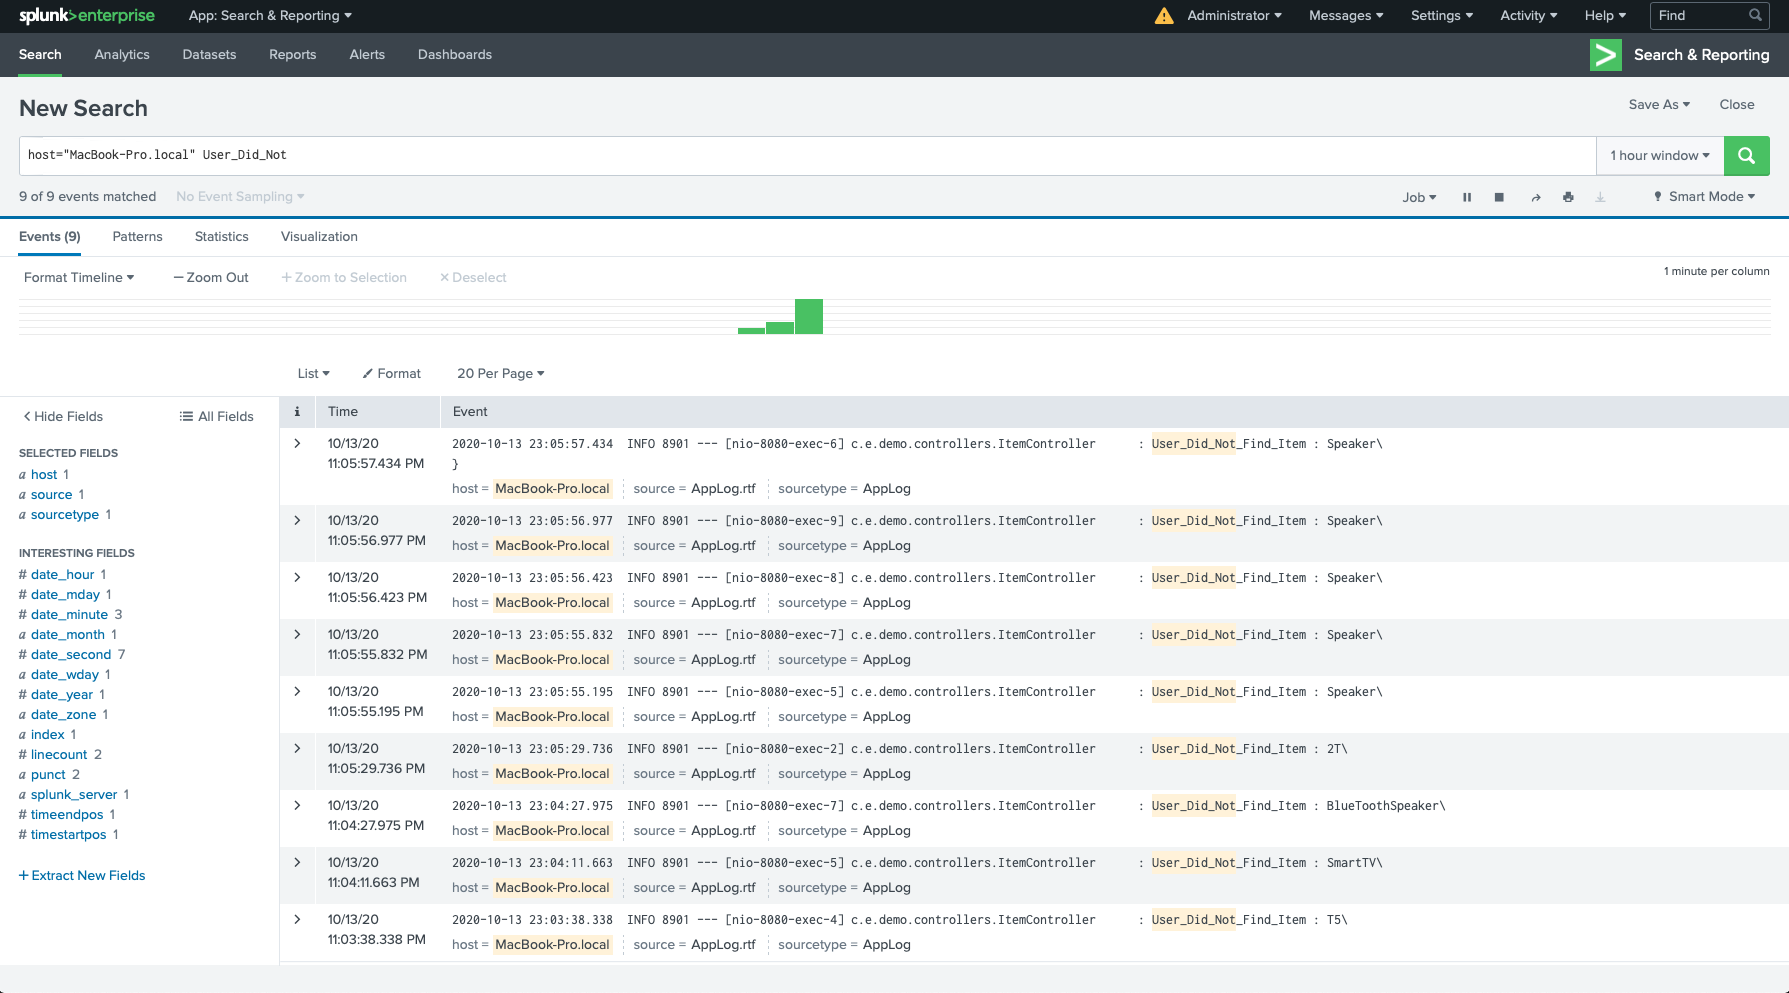 splunk>enterprise App: Search & Reporting Administrator Messages Settings Activity Help Find
Search Analytics Datasets Reports Alerts Dashboards Search & Reporting
New Search
Save As Close
host="MacBook-Pro.local" User_Did_Not
1 hour window
9 of 9 events matched No Event Sampling Job Smart Mode
Events (9) Patterns Statistics Visualization
Format Timeline — Zoom Out + Zoom to Selection × Deselect
1 minute per column
List Format 20 Per Page
< Hide Fields All Fields
SELECTED FIELDS
a host 1
a source 1
a sourcetype 1
INTERESTING FIELDS
# date_hour 1
# date_mday 1
# date_minute 3
a date_month 1
# date_second 7
a date_wday 1
# date_year 1
a date_zone 1
a index 1
# linecount 2
a punct 2
a splunk_server 1
# timeendpos 1
# timestartpos 1
+ Extract New Fields
i Time Event
> 10/13/20 2020-10-13 23:05:57.434 INFO 8901 --- [nio-8080-exec-6] c.e.demo.controllers.ItemController : User_Did_Not_Find_Item : Speaker\
11:05:57.434 PM }
host = MacBook-Pro.local source = AppLog.rtf sourcetype = AppLog
> 10/13/20 2020-10-13 23:05:56.977 INFO 8901 --- [nio-8080-exec-9] c.e.demo.controllers.ItemController : User_Did_Not_Find_Item : Speaker\
11:05:56.977 PM host = MacBook-Pro.local source = AppLog.rtf sourcetype = AppLog
> 10/13/20 2020-10-13 23:05:56.423 INFO 8901 --- [nio-8080-exec-8] c.e.demo.controllers.ItemController : User_Did_Not_Find_Item : Speaker\
11:05:56.423 PM host = MacBook-Pro.local source = AppLog.rtf sourcetype = AppLog
> 10/13/20 2020-10-13 23:05:55.832 INFO 8901 --- [nio-8080-exec-7] c.e.demo.controllers.ItemController : User_Did_Not_Find_Item : Speaker\
11:05:55.832 PM host = MacBook-Pro.local source = AppLog.rtf sourcetype = AppLog
> 10/13/20 2020-10-13 23:05:55.195 INFO 8901 --- [nio-8080-exec-5] c.e.demo.controllers.ItemController : User_Did_Not_Find_Item : Speaker\
11:05:55.195 PM host = MacBook-Pro.local source = AppLog.rtf sourcetype = AppLog
> 10/13/20 2020-10-13 23:05:29.736 INFO 8901 --- [nio-8080-exec-2] c.e.demo.controllers.ItemController : User_Did_Not_Find_Item : 2T\
11:05:29.736 PM host = MacBook-Pro.local source = AppLog.rtf sourcetype = AppLog
> 10/13/20 2020-10-13 23:04:27.975 INFO 8901 --- [nio-8080-exec-7] c.e.demo.controllers.ItemController : User_Did_Not_Find_Item : BlueToothSpeaker\
11:04:27.975 PM host = MacBook-Pro.local source = AppLog.rtf sourcetype = AppLog
> 10/13/20 2020-10-13 23:04:11.663 INFO 8901 --- [nio-8080-exec-5] c.e.demo.controllers.ItemController : User_Did_Not_Find_Item : SmartTV\
11:04:11.663 PM host = MacBook-Pro.local source = AppLog.rtf sourcetype = AppLog
> 10/13/20 2020-10-13 23:03:38.338 INFO 8901 --- [nio-8080-exec-4] c.e.demo.controllers.ItemController : User_Did_Not_Find_Item : T5\
11:03:38.338 PM host = MacBook-Pro.local source = AppLog.rtf sourcetype = AppLog